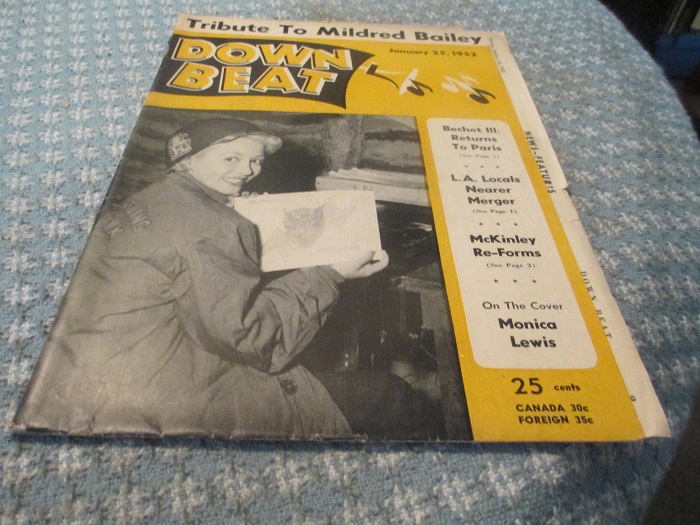 Tribute To Mildred Bailey
January 25, 1952
DOWN
BEAT
Bechet Ill;
Returns
To Paris
(See Page 1)
L.A. Locals
Nearer
Merger
(See Page 1)
McKinley
Re-Forms
(See Page 3)
On The Cover
Monica
Lewis
25 cents
CANADA 30c
FOREIGN 35c
NEWS—FEATURES
DOWN BEAT